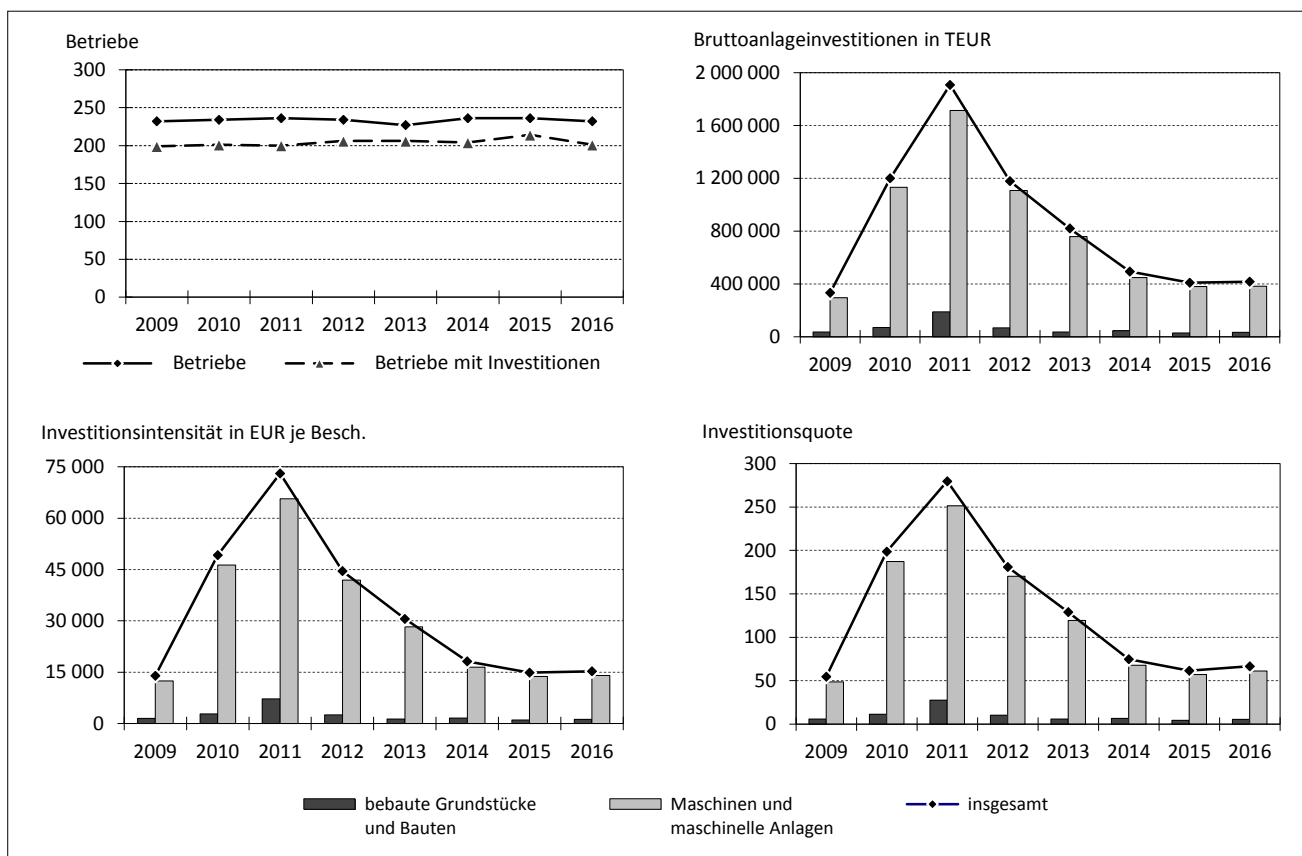 Betriebe
300
250
200
150
100
50
0
2009 2010 2011 2012 2013 2014 2015 2016
Betriebe
Betriebe mit Investitionen
Bruttoanlageinvestitionen in TEUR
2 000 000
1 600 000
1 200 000
800 000
400 000
0
2009 2010 2011 2012 2013 2014 2015 2016
Investitionsintensität in EUR je Besch.
75 000
60 000
45 000
30 000
15 000
0
2009 2010 2011 2012 2013 2014 2015 2016
Investitionsquote
300
250
200
150
100
50
0
2009 2010 2011 2012 2013 2014 2015 2016
bebaute Grundstücke
und Bauten
Maschinen und
maschinelle Anlagen
insgesamt